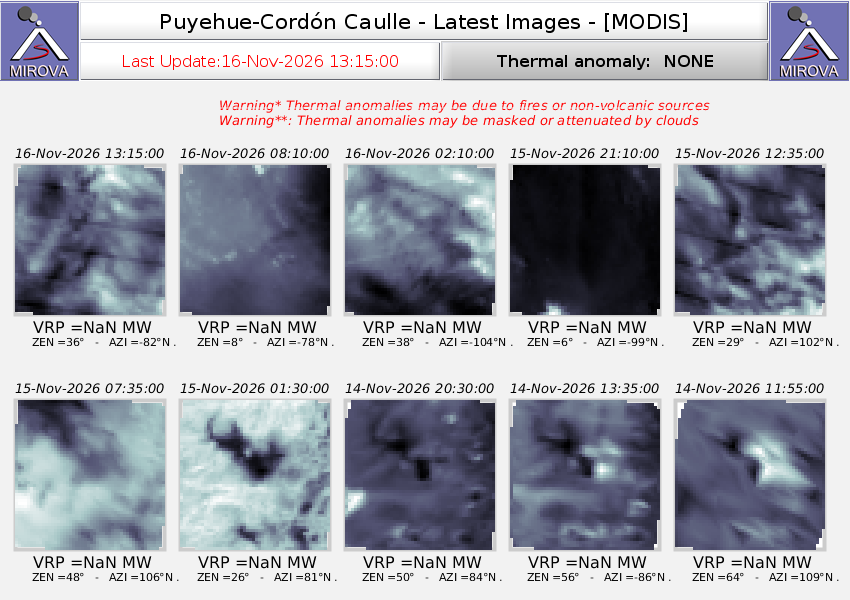 Puyehue-Cordón Caulle - Latest Images - [MODIS]
MIROVA
Last Update:16-Nov-2026 13:15:00
Thermal anomaly: NONE
MIROVA
Warning* Thermal anomalies may be due to fires or non-volcanic sources
Warning**: Thermal anomalies may be masked or attenuated by clouds
16-Nov-2026 13:15:00 16-Nov-2026 08:10:00 16-Nov-2026 02:10:00 15-Nov-2026 21:10:00 15-Nov-2026 12:35:00
VRP =NaN MW VRP =NaN MW VRP =NaN MW VRP =NaN MW VRP =NaN MW
ZEN =36° - AZI =-82°N . ZEN =8° - AZI =-78°N . ZEN =38° - AZI =-104°N . ZEN =6° - AZI =-99°N . ZEN =29° - AZI =102°N .
15-Nov-2026 07:35:00 15-Nov-2026 01:30:00 14-Nov-2026 20:30:00 14-Nov-2026 13:35:00 14-Nov-2026 11:55:00
VRP =NaN MW VRP =NaN MW VRP =NaN MW VRP =NaN MW VRP =NaN MW
ZEN =48° - AZI =106°N . ZEN =26° - AZI =81°N . ZEN =50° - AZI =84°N . ZEN =56° - AZI =-86°N . ZEN =64° - AZI =109°N .